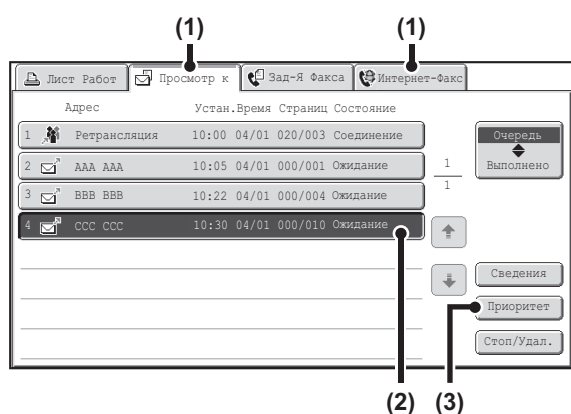 (1) (1)
Лист Работ Просмотр к Зад-Я Факса Интернет-Факс
Адрес Устан.Время Страниц Состояние
1 Ретрансляция 10:00 04/01 020/003 Соединение
Очередь
Выполнено
2 AAA AAA 10:05 04/01 000/001 Ожидание
1
1
3 BBB BBB 10:22 04/01 000/004 Ожидание
4 CCC CCC 10:30 04/01 000/010 Ожидание
Сведения
Приоритет
Стоп/Удал.
(2) (3)